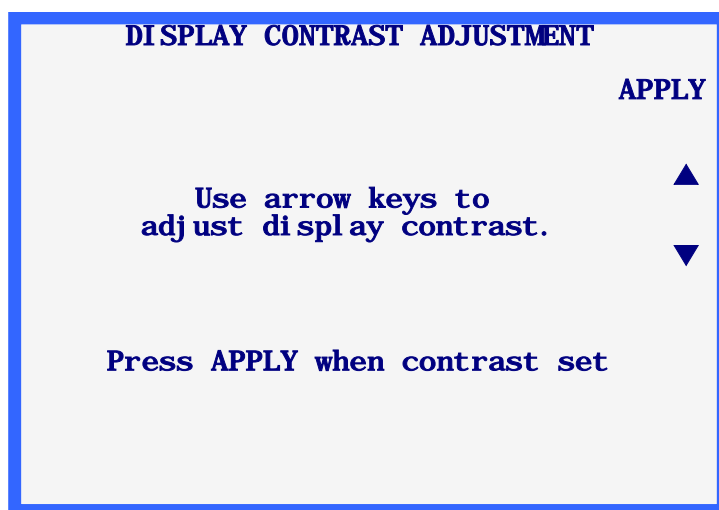 DISPLAY CONTRAST ADJUSTMENT
APPLY
Use arrow keys to
adjust display contrast.
Press APPLY when contrast set